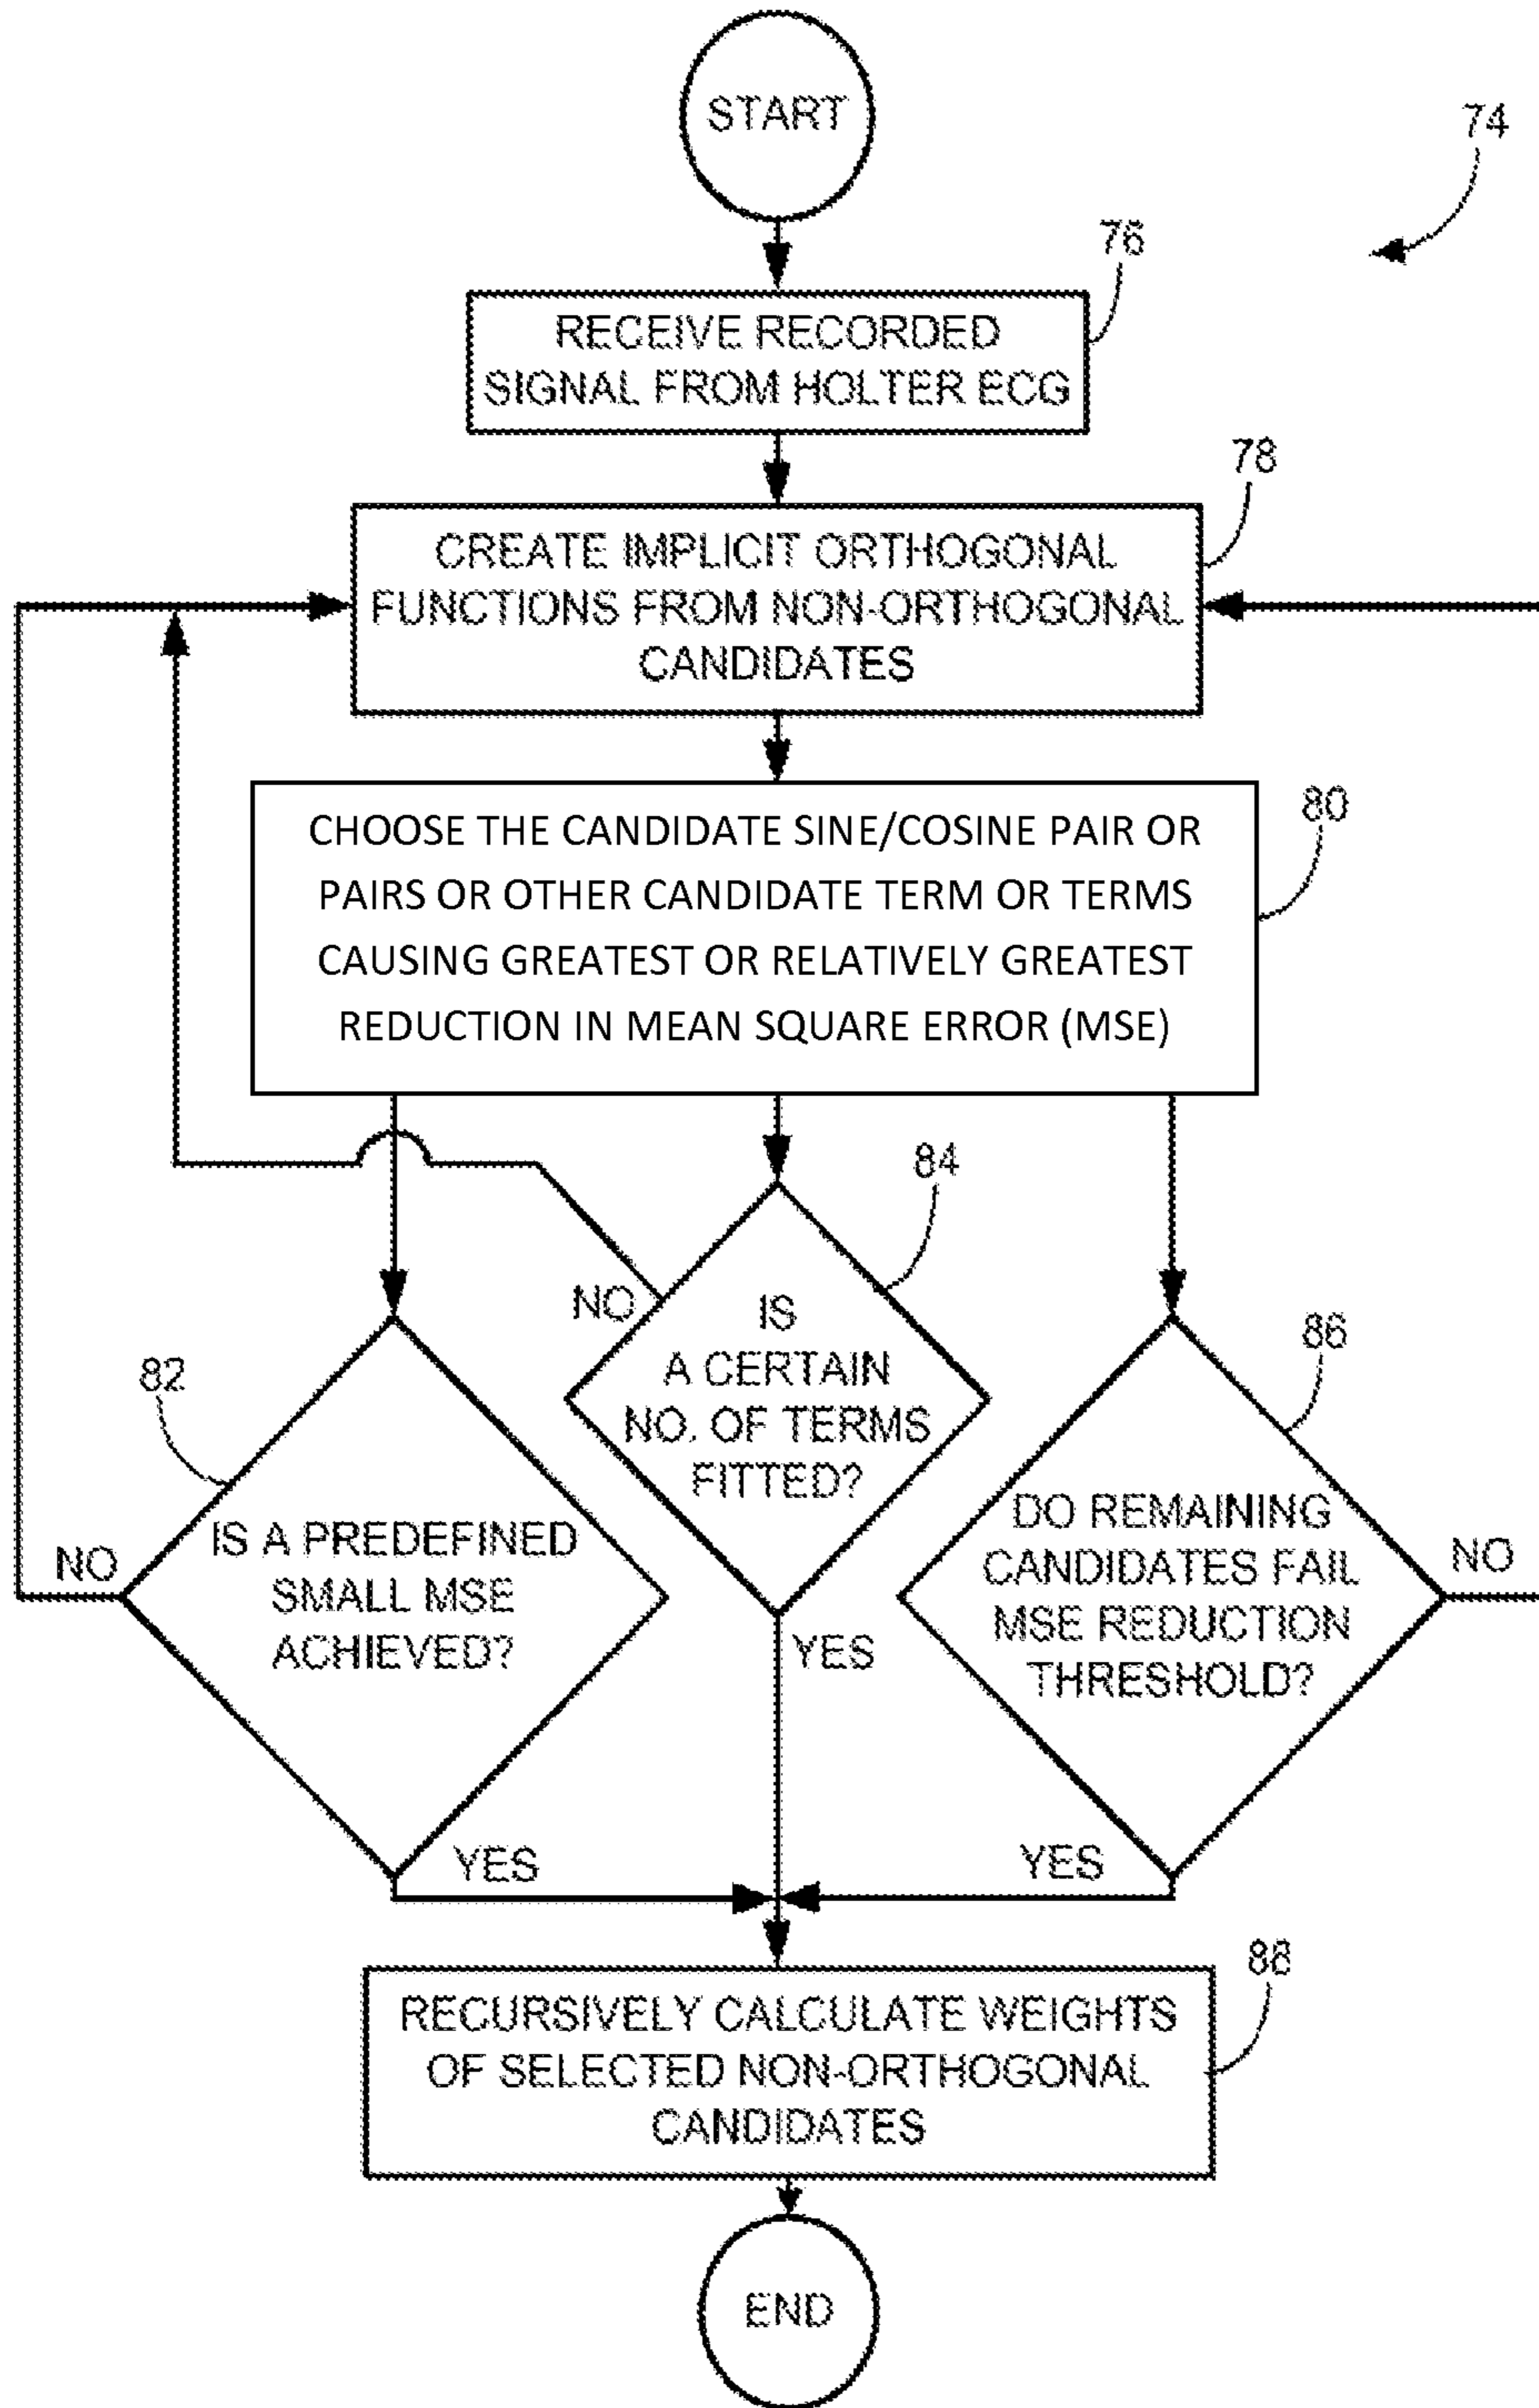 START
74
76
RECEIVE RECORDED
SIGNAL FROM HOLTER ECG
78
CREATE IMPLICIT ORTHOGONAL
FUNCTIONS FROM NON-ORTHOGONAL
CANDIDATES
80
CHOOSE THE CANDIDATE SINE/COSINE PAIR OR
PAIRS OR OTHER CANDIDATE TERM OR TERMS
CAUSING GREATEST OR RELATIVELY GREATEST
REDUCTION IN MEAN SQUARE ERROR (MSE)
84
NO
IS
A CERTAIN
NO. OF TERMS
FITTED?
YES
82
NO
IS A PREDEFINED
SMALL MSE
ACHIEVED?
YES
86
DO REMAINING
CANDIDATES FAIL
MSE REDUCTION
THRESHOLD?
NO
YES
88
RECURSIVELY CALCULATE WEIGHTS
OF SELECTED NON-ORTHOGONAL
CANDIDATES
END